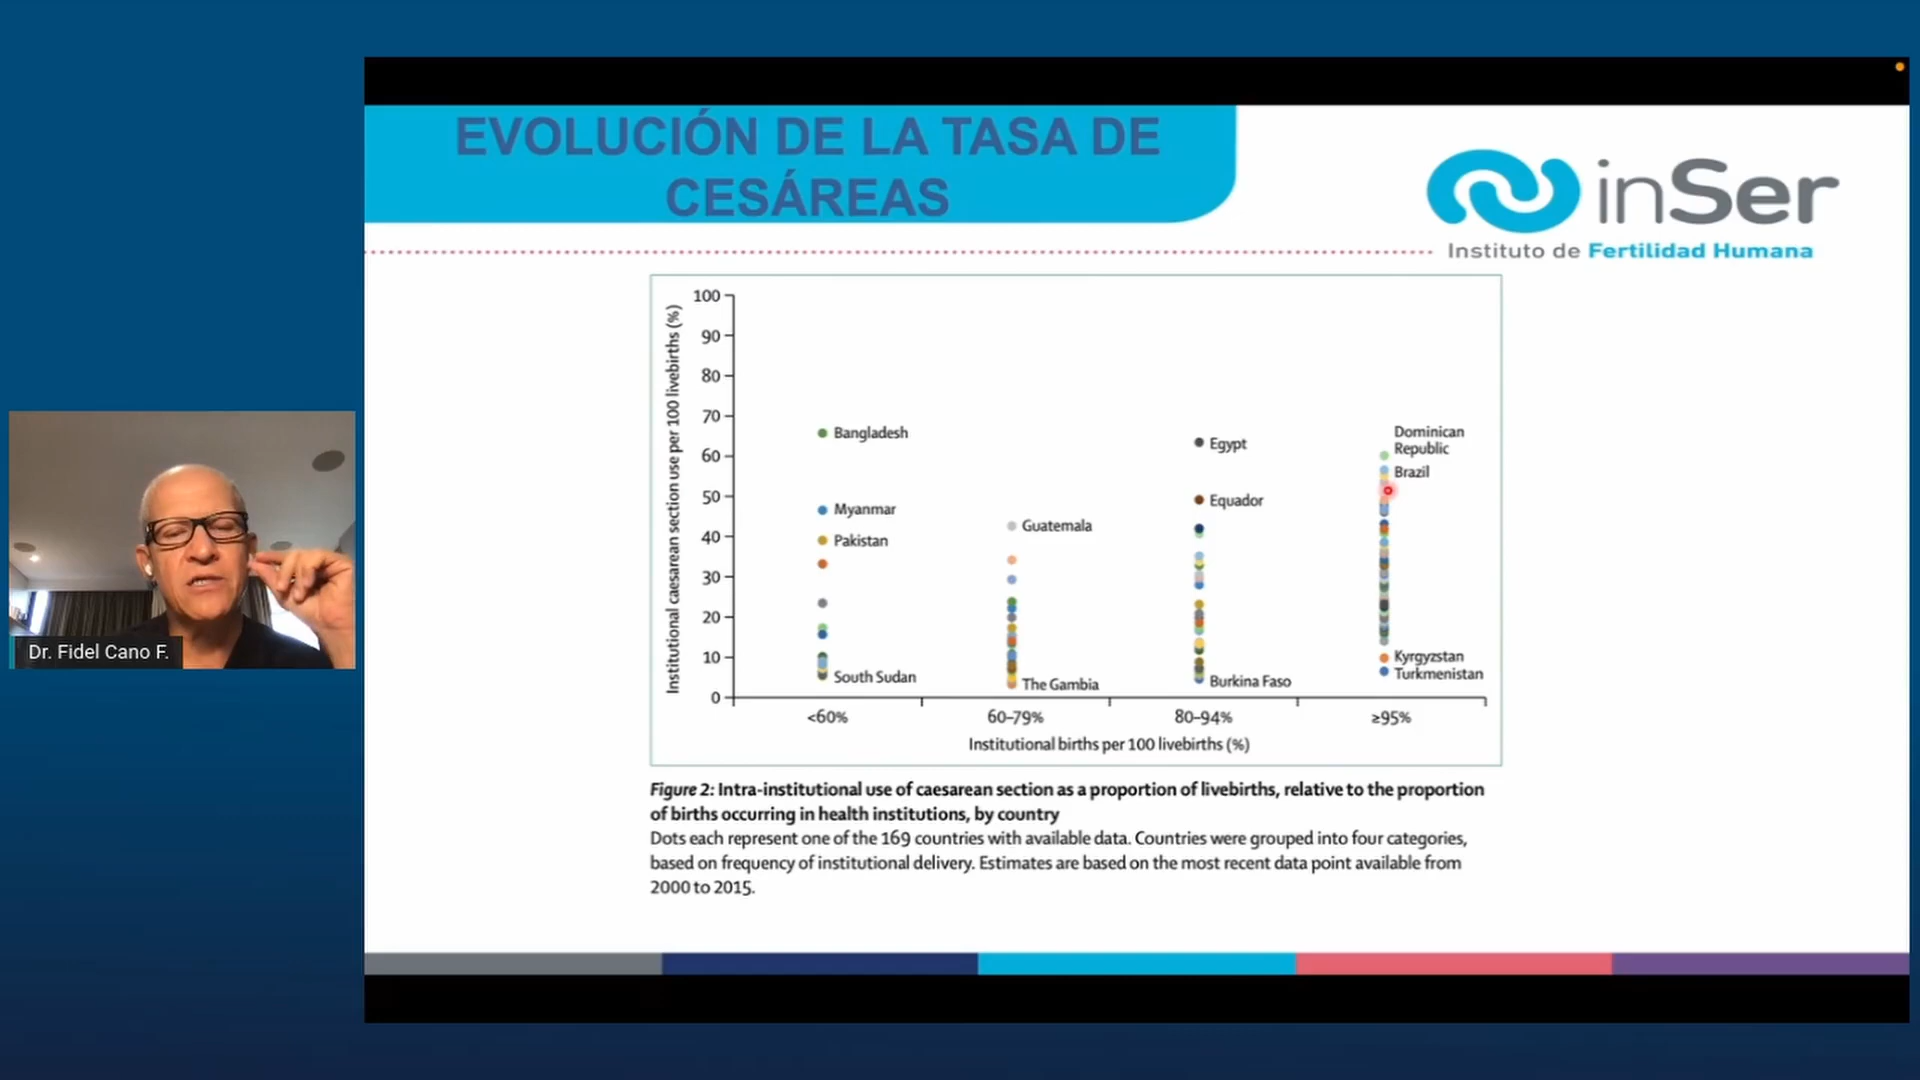 EVOLUCIÓN DE LA TASA DE
CESÁREAS
inSer
Instituto de Fertilidad Humana
Institutional caesarean section use per 100 livebirths (%)
100
90
80
70
60
50
40
30
20
10
0
Bangladesh
Myanmar
Pakistan
South Sudan
Guatemala
The Gambia
Egypt
Equador
Burkina Faso
Dominican
Republic
Brazil
Kyrgyzstan
Turkmenistan
<60%
60–79%
80–94%
≥95%
Institutional births per 100 livebirths (%)
Figure 2: Intra-institutional use of caesarean section as a proportion of livebirths, relative to the proportion
of births occurring in health institutions, by country
Dots each represent one of the 169 countries with available data. Countries were grouped into four categories,
based on frequency of institutional delivery. Estimates are based on the most recent data point available from
2000 to 2015.
Dr. Fidel Cano F.